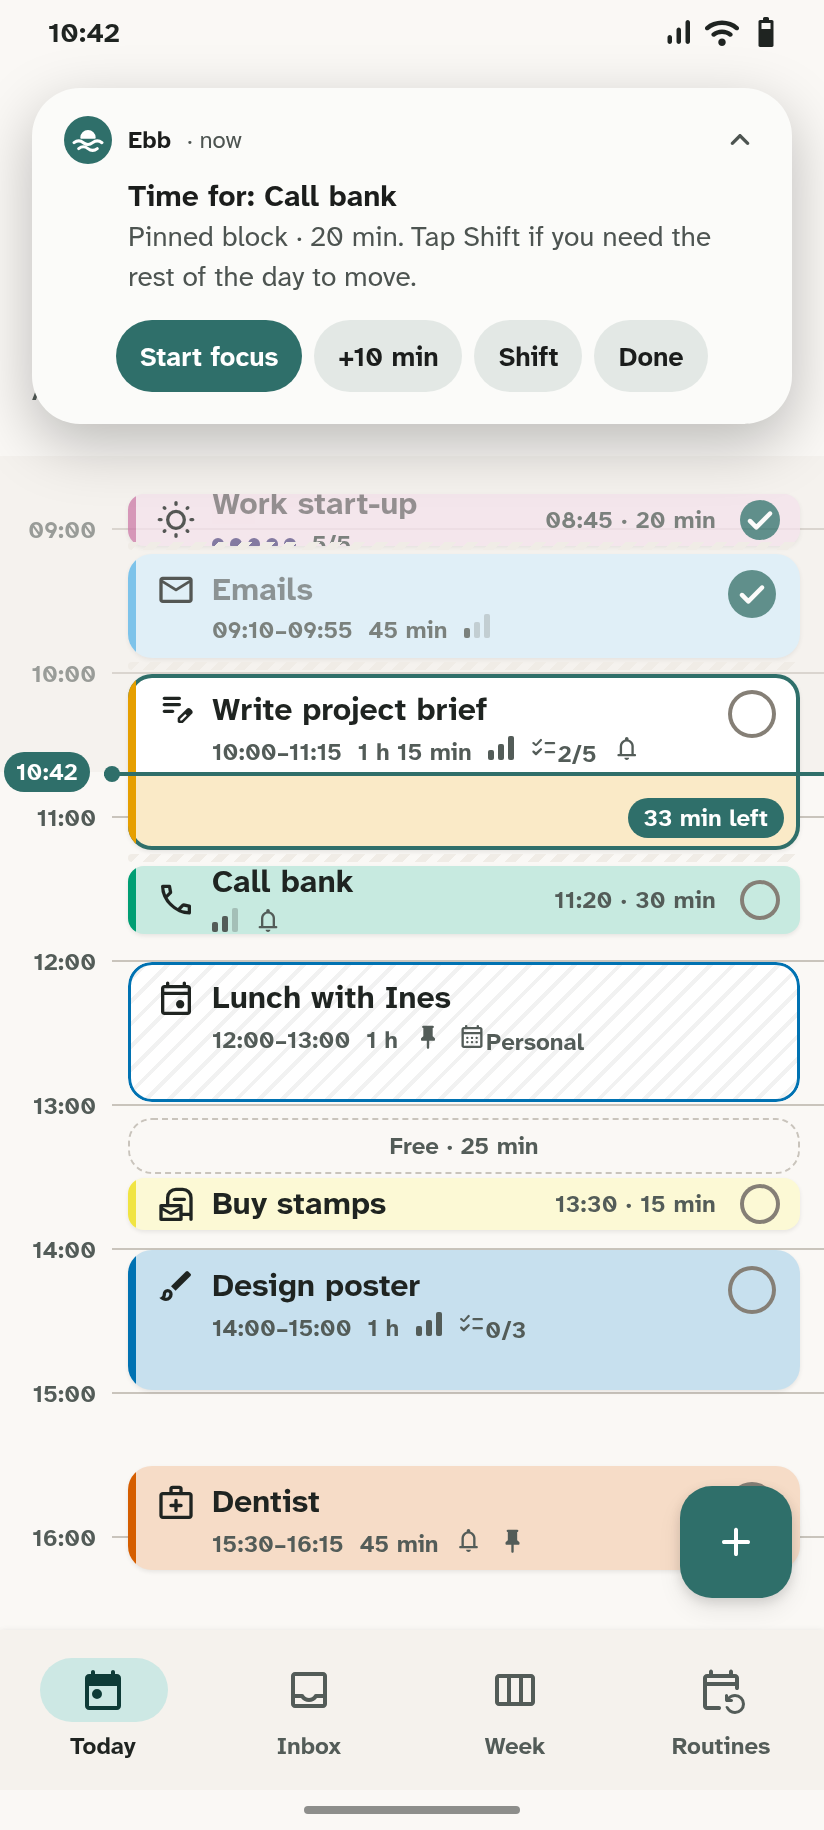 10:42
Ebb · now
Time for: Call bank
Pinned block · 20 min. Tap Shift if you need the
rest of the day to move.
Start focus
+10 min
Shift
Done
Work start-up
08:45 · 20 min
5/5
09:00
Emails
09:10–09:55 45 min
10:00
Write project brief
10:00–11:15 1 h 15 min 2/5
10:42
11:00
33 min left
Call bank
11:20 · 30 min
12:00
Lunch with Ines
12:00–13:00 1 h Personal
13:00
Free · 25 min
Buy stamps
13:30 · 15 min
14:00
Design poster
14:00–15:00 1 h 0/3
15:00
Dentist
15:30–16:15 45 min
16:00
Today
Inbox
Week
Routines